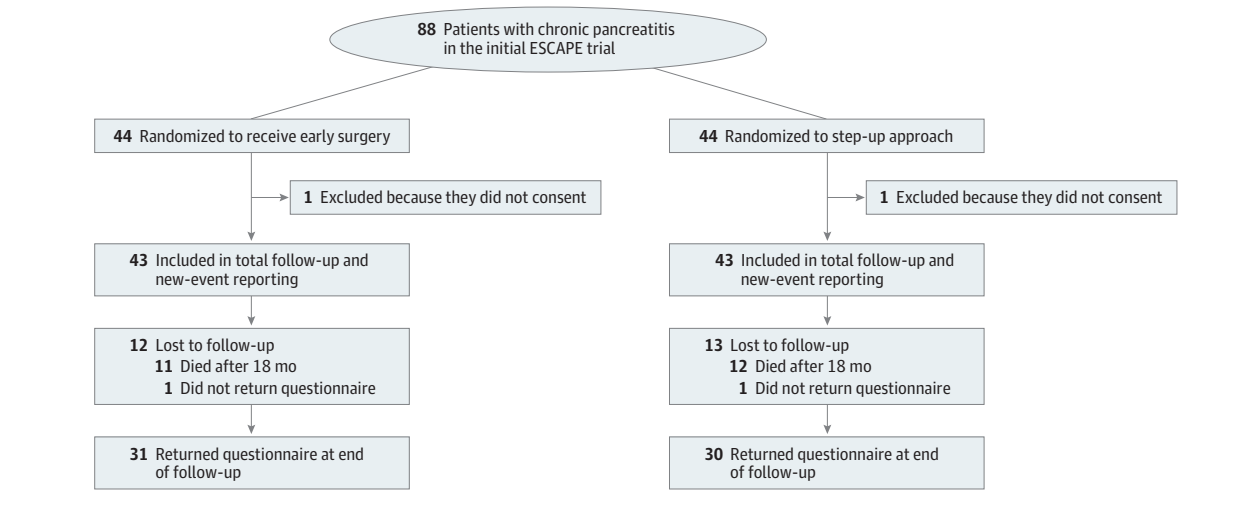 88 Patients with chronic pancreatitis
in the initial ESCAPE trial
44 Randomized to receive early surgery
1 Excluded because they did not consent
43 Included in total follow-up and
new-event reporting
12 Lost to follow-up
11 Died after 18 mo
1 Did not return questionnaire
31 Returned questionnaire at end
of follow-up
44 Randomized to step-up approach
1 Excluded because they did not consent
43 Included in total follow-up and
new-event reporting
13 Lost to follow-up
12 Died after 18 mo
1 Did not return questionnaire
30 Returned questionnaire at end
of follow-up